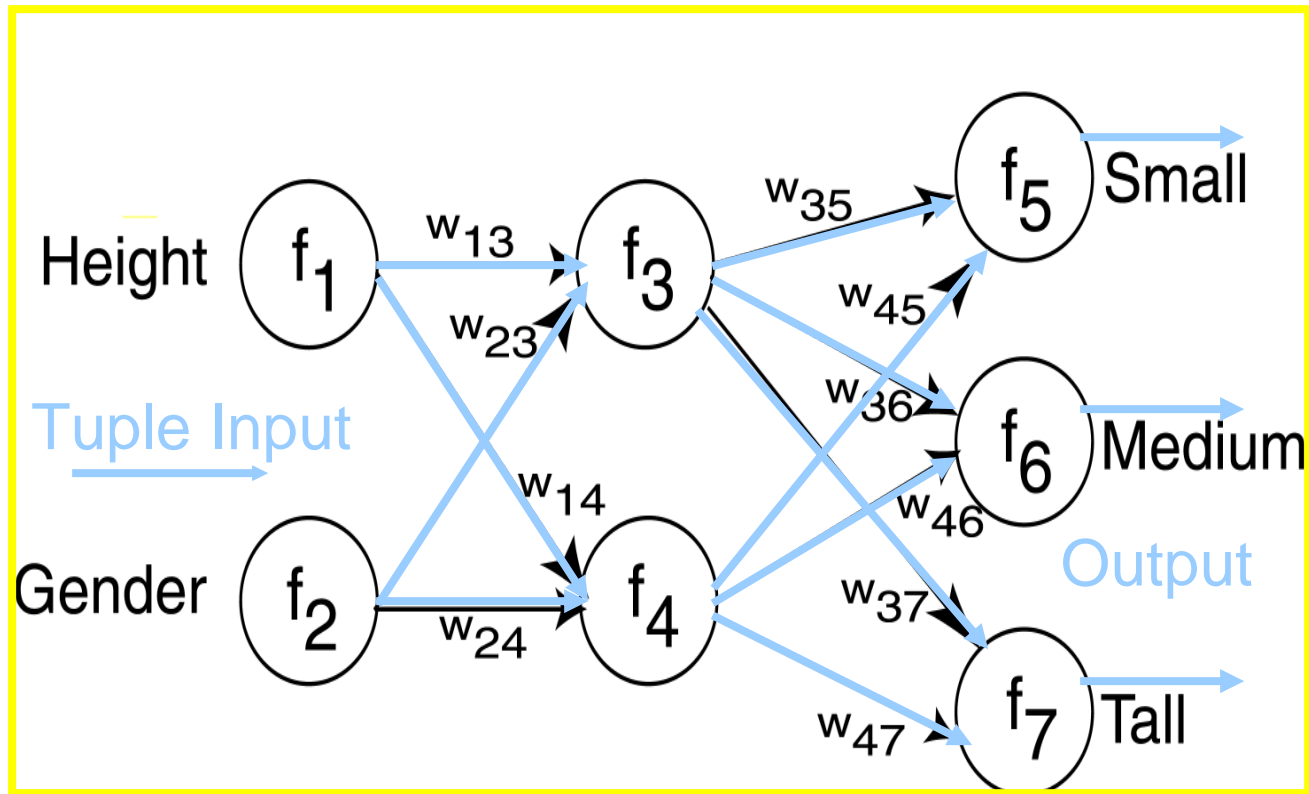 Height
Gender
Tuple Input
f1
f2
w13
w23
w14
w24
f3
f4
w35
w45
w36
w46
w37
w47
f5
f6
f7
Small
Medium
Output
Tall